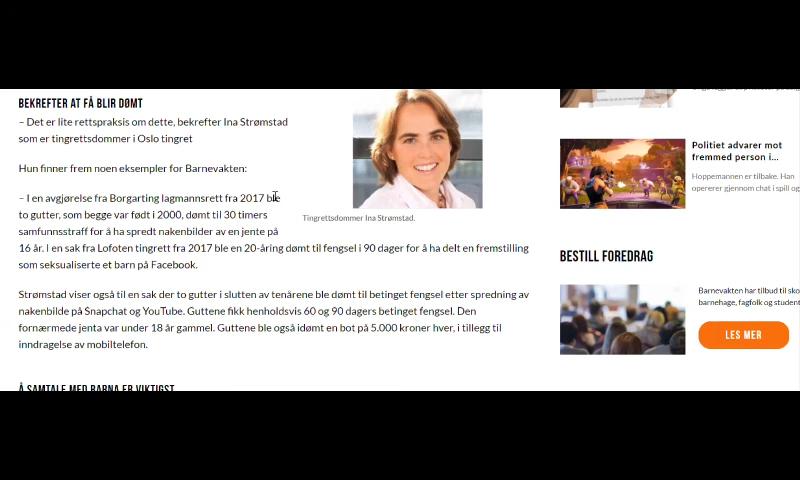 BEKREFTER AT FÅ BLIR DØMT
– Det er lite rettspraksis om dette, bekrefter Ina Strømstad
som er tingrettsdommer i Oslo tingret
Hun finner frem noen eksempler for Barnevakten:
– I en avgjørelse fra Borgarting lagmannsrett fra 2017 ble
to gutter, som begge var født i 2000, dømt til 30 timers
samfunnsstraff for å ha spredt nakenbilder av en jente på
16 år. I en sak fra Lofoten tingrett fra 2017 ble en 20-åring dømt til fengsel i 90 dager for å ha delt en fremstilling
som seksualiserte et barn på Facebook.
Strømstad viser også til en sak der to gutter i slutten av tenårene ble dømt til betinget fengsel etter spredning av
nakenbilde på Snapchat og YouTube. Guttene fikk henholdsvis 60 og 90 dagers betinget fengsel. Den
fornærmede jenta var under 18 år gammel. Guttene ble også idømt en bot på 5.000 kroner hver, i tillegg til
inndragelse av mobiltelefon.
Å SAMTALE MED BARNA ER VIKTIGST
Tingrettsdommer Ina Strømstad.
Politiet advarer mot
fremmed person i...
Hoppemannen er tilbake. Han
opererer gjennom chat i spill og
BESTILL FOREDRAG
Barnevakten har tilbud til sko
barnehage, fagfolk og student
LES MER